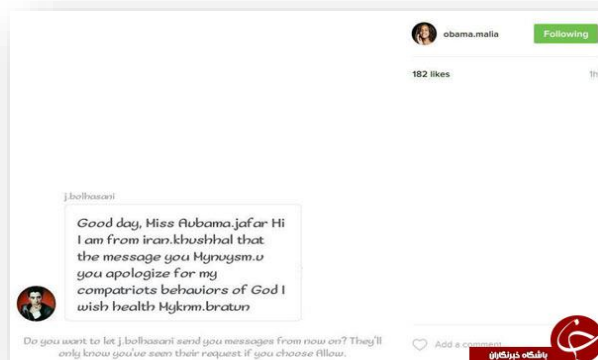 obama.malia
Following
182 likes
1h
j.bolhasani
Good day, Miss Aubama.jafar Hi
I am from iran.khushhal that
the message you Mynvysm.v
you apologize for my
compatriots behaviors of God I
wish health Myknm.bratvn
Do you want to let j.bolhasani send you messages from now on? They'll
only know you've seen their request if you choose Allow.
Add a comment...
باشگاه خبرنگاران